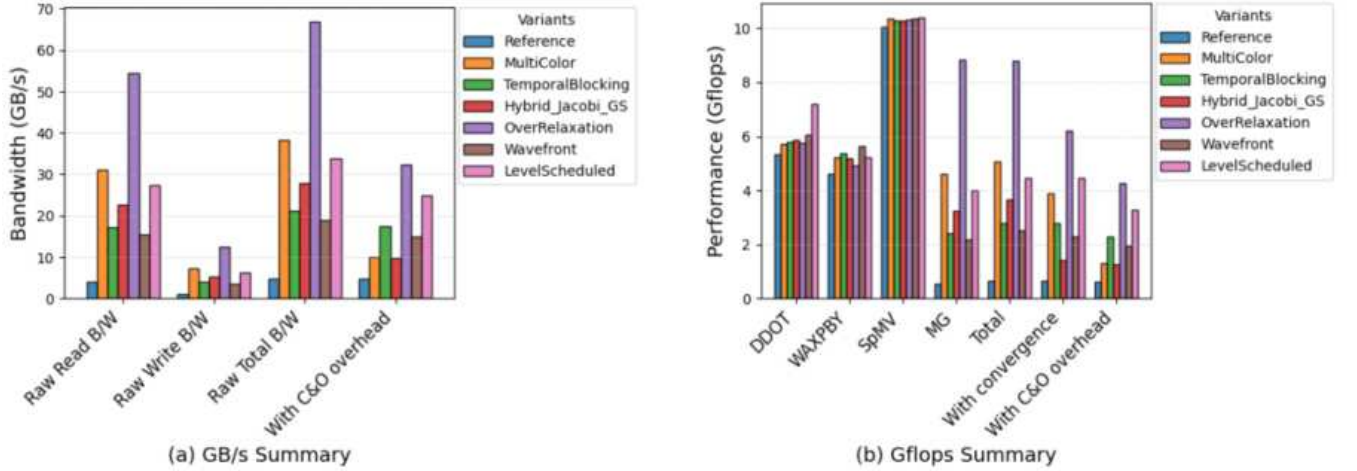 70
60
50
40
30
20
10
0
Bandwidth (GB/s)
Raw Read B/W
Raw Write B/W
Raw Total B/W
With C&O overhead
Variants
Reference
MultiColor
TemporalBlocking
Hybrid_Jacobi_GS
OverRelaxation
Wavefront
LevelScheduled
(a) GB/s Summary
10
8
6
4
2
0
Performance (Gflops)
DDOT
WAXPBY
SpMV
MG
Total
With convergence
With C&O overhead
Variants
Reference
MultiColor
TemporalBlocking
Hybrid_Jacobi_GS
OverRelaxation
Wavefront
LevelScheduled
(b) Gflops Summary